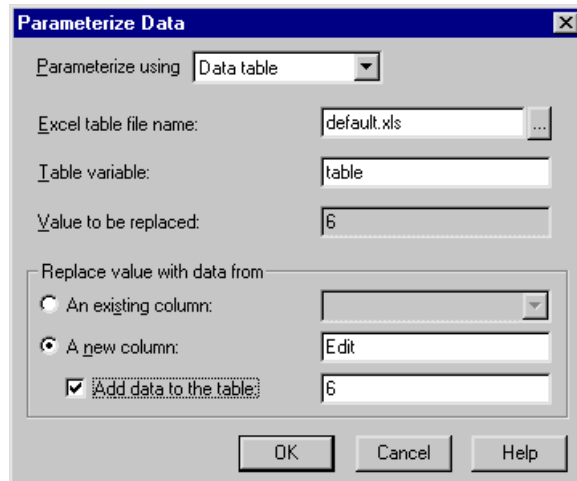 Parameterize Data
Parameterize using Data table
Excel table file name: default.xls ...
Table variable: table
Value to be replaced: 6
Replace value with data from
An existing column:
A new column: Edit
Add data to the table: 6
OK Cancel Help